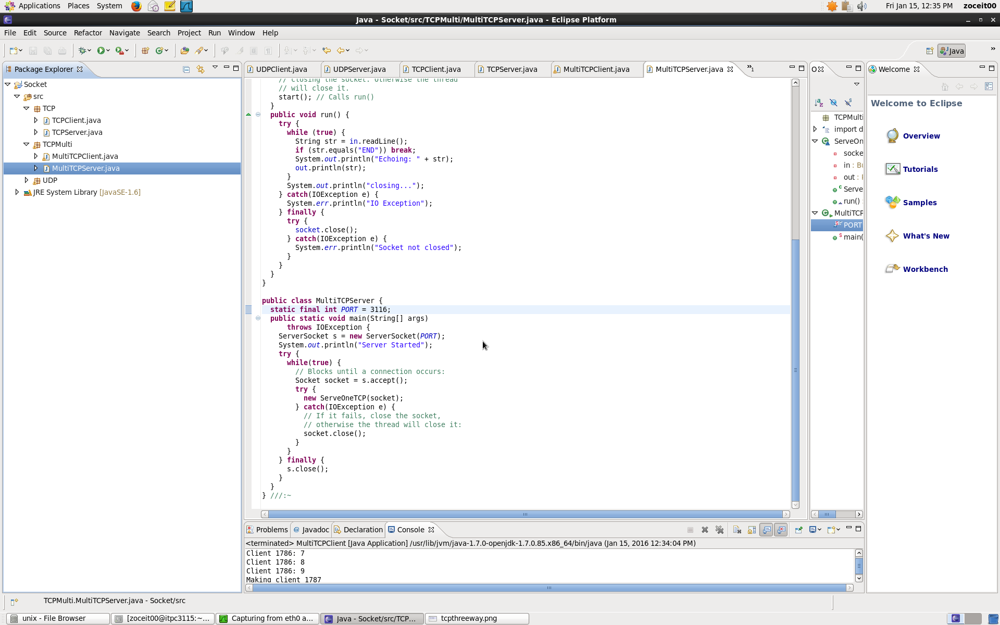 Applications Places System
Fri Jan 15, 12:35 PM zoceit00
Java - Socket/src/TCPMulti/MultiTCPServer.java - Eclipse Platform
File Edit Source Refactor Navigate Search Project Run Window Help
Java
Package Explorer
Socket
src
TCP
TCPClient.java
TCPServer.java
TCPMulti
MultiTCPClient.java
MultiTCPServer.java
UDP
JRE System Library [JavaSE-1.6]
UDPClient.java UDPServer.java TCPClient.java TCPServer.java MultiTCPClient.java MultiTCPServer.java »1
// closing the socket. Otherwise the thread
// will close it.
start(); // Calls run()
}
public void run() {
try {
while (true) {
String str = in.readLine();
if (str.equals("END")) break;
System.out.println("Echoing: " + str);
out.println(str);
}
System.out.println("closing...");
} catch(IOException e) {
System.err.println("IO Exception");
} finally {
try {
socket.close();
} catch(IOException e) {
System.err.println("Socket not closed");
}
}
}
}
public class MultiTCPServer {
static final int PORT = 3116;
public static void main(String[] args)
throws IOException {
ServerSocket s = new ServerSocket(PORT);
System.out.println("Server Started");
try {
while(true) {
// Blocks until a connection occurs:
Socket socket = s.accept();
try {
new ServeOneTCP(socket);
} catch(IOException e) {
// If it fails, close the socket,
// otherwise the thread will close it:
socket.close();
}
}
} finally {
s.close();
}
}
} ///:~
O
TCPMulti
import d
ServeOn
socke
in : Bu
out :
Serve
run() :
MultiTCP
PORT
main(
Welcome
Welcome to Eclipse
Overview
Tutorials
Samples
What's New
Workbench
Problems @ Javadoc Declaration Console
<terminated> MultiTCPClient [Java Application] /usr/lib/jvm/java-1.7.0-openjdk-1.7.0.85.x86_64/bin/java (Jan 15, 2016 12:34:04 PM)
Client 1786: 7
Client 1786: 8
Client 1786: 9
Making client 1787
TCPMulti.MultiTCPServer.java - Socket/src
unix - File Browser [zoceit00@itpc3115:~... Capturing from eth0 a... Java - Socket/src/TCP... tcpthreeway.png